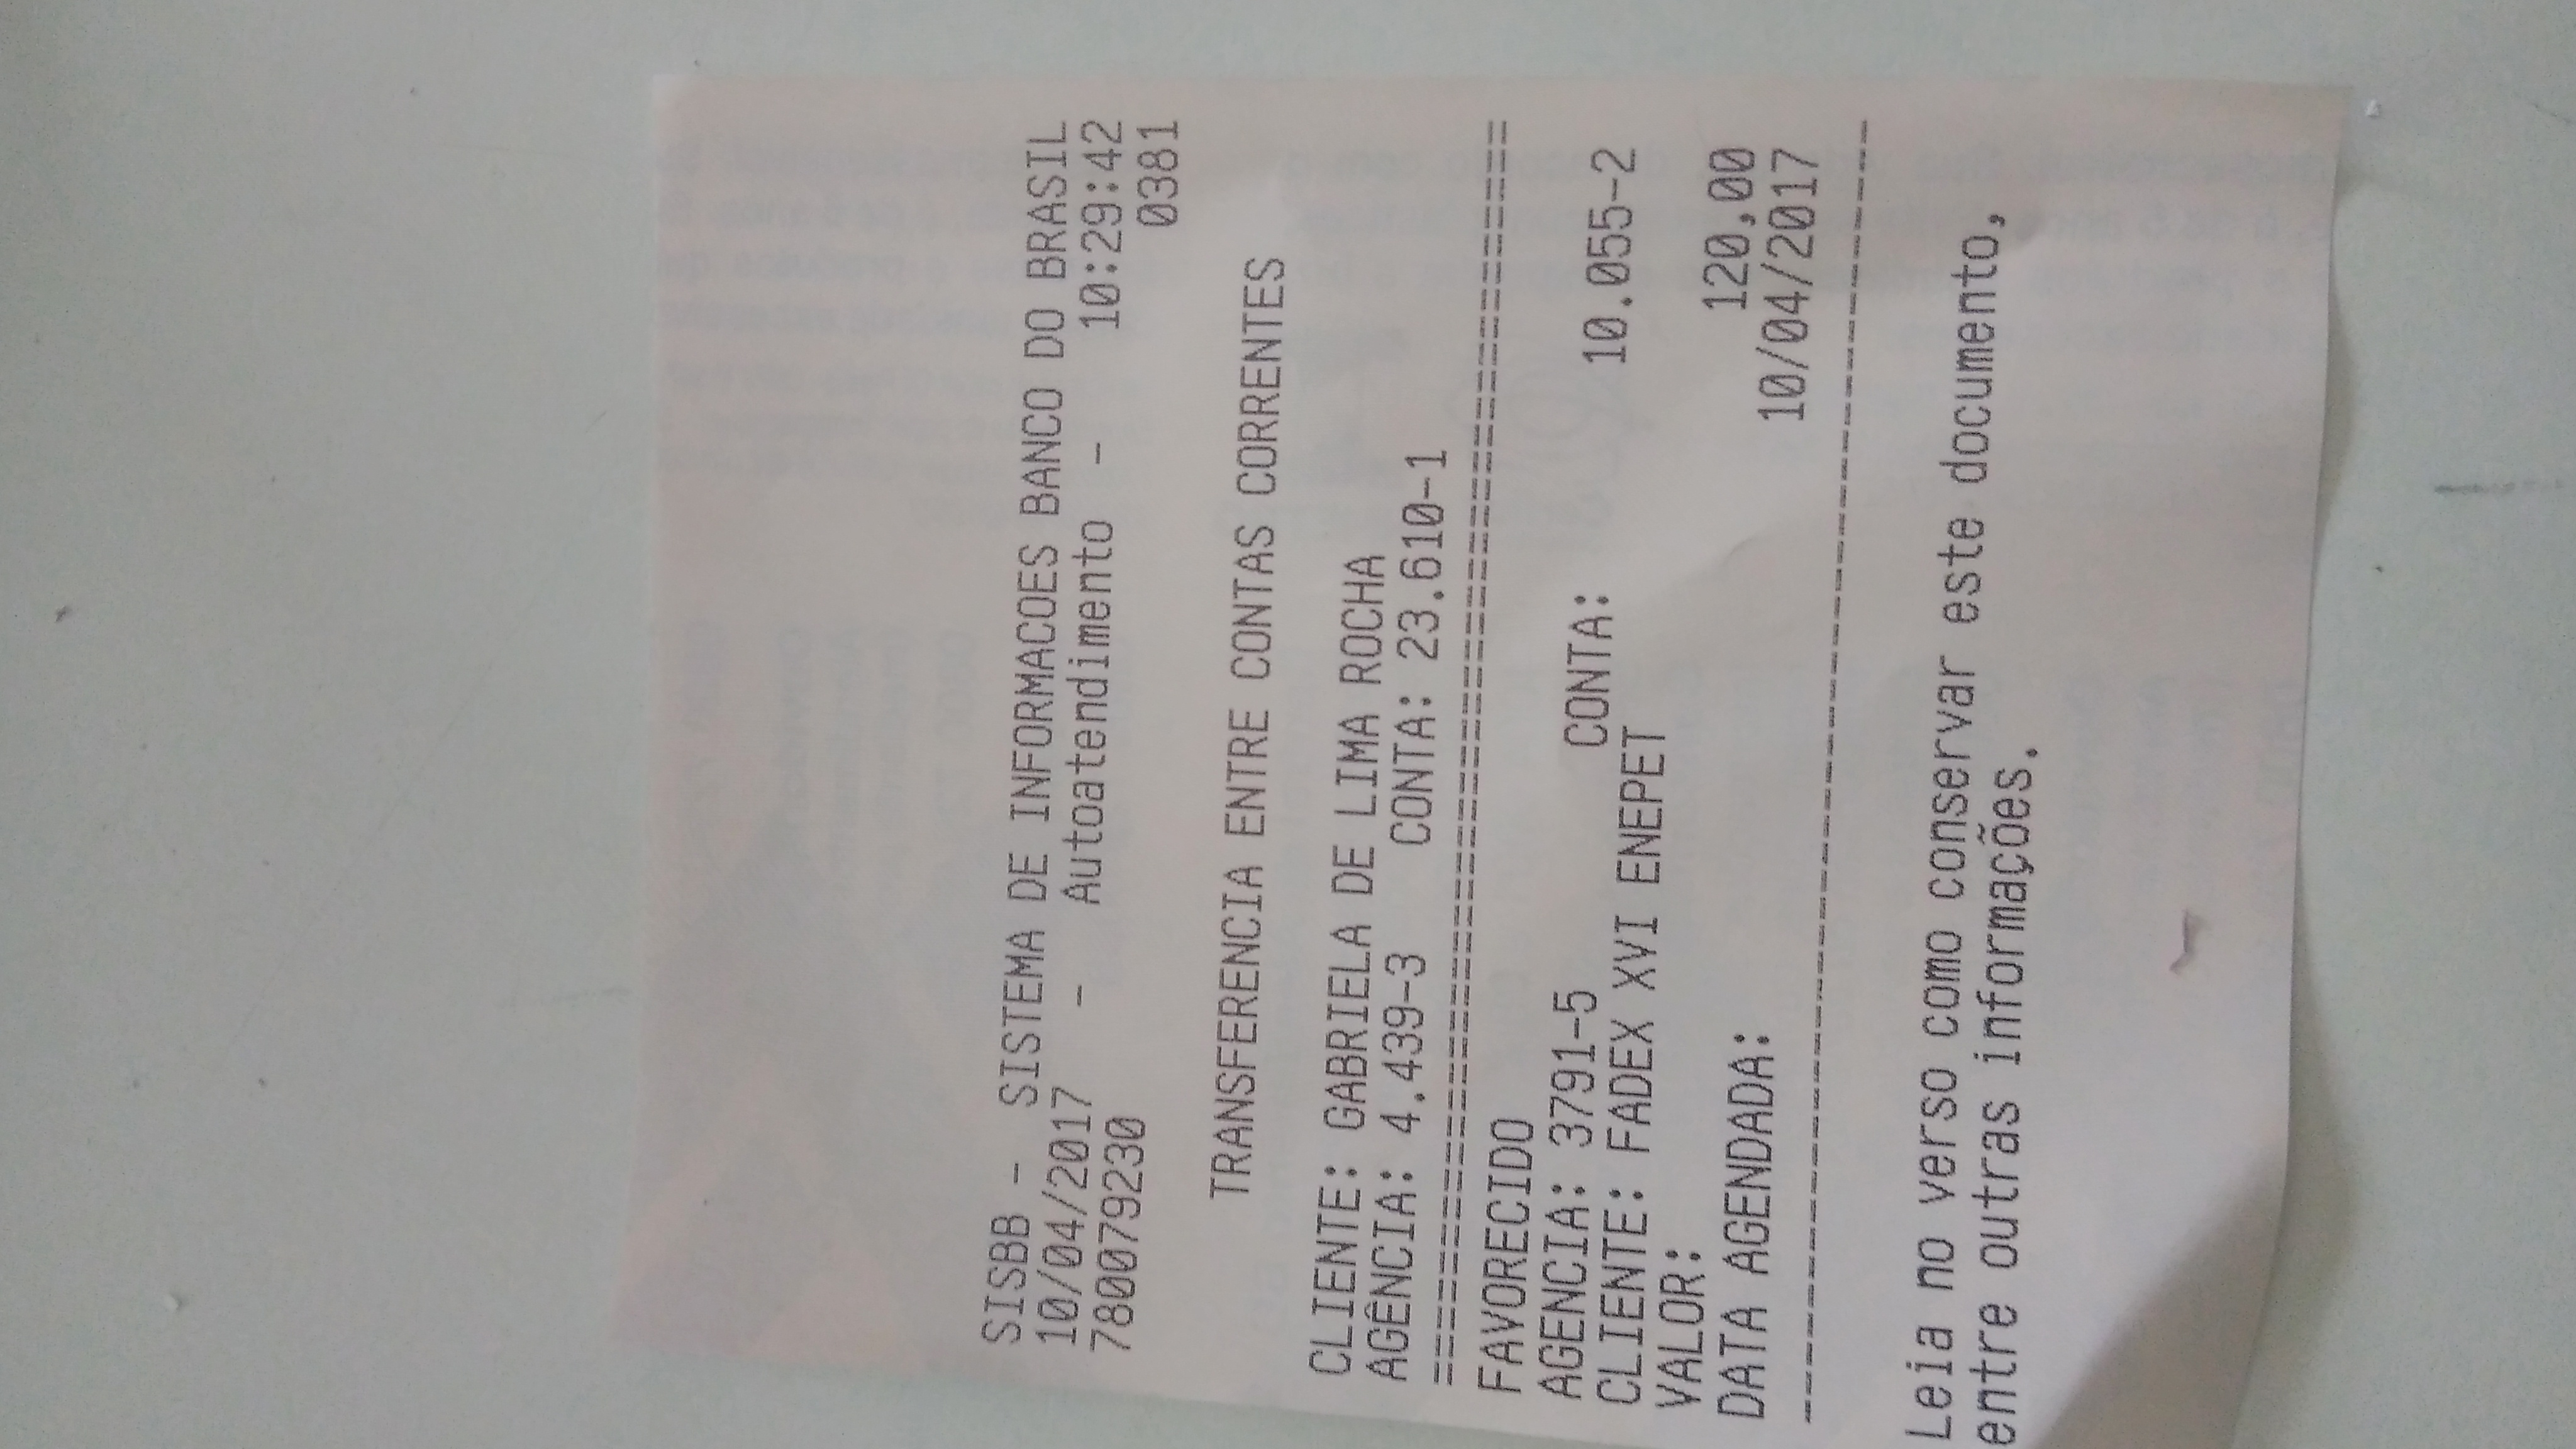 SISBB - SISTEMA DE INFORMACOES BANCO DO BRASIL
10/04/2017 - Autoatendimento - 10:29:42
7800792300 0381
TRANSFERENCIA ENTRE CONTAS CORRENTES
CLIENTE: GABRIELA DE LIMA ROCHA
AGÊNCIA: 4.439-3 CONTA: 23.610-1
================================================
FAVORECIDO
AGENCIA: 3791-5 CONTA: 10.055-2
CLIENTE: FADEX XVI ENEPET
VALOR: 120,00
DATA AGENDADA: 10/04/2017
------------------------------------------------
Leia no verso como conservar este documento,
entre outras informações.